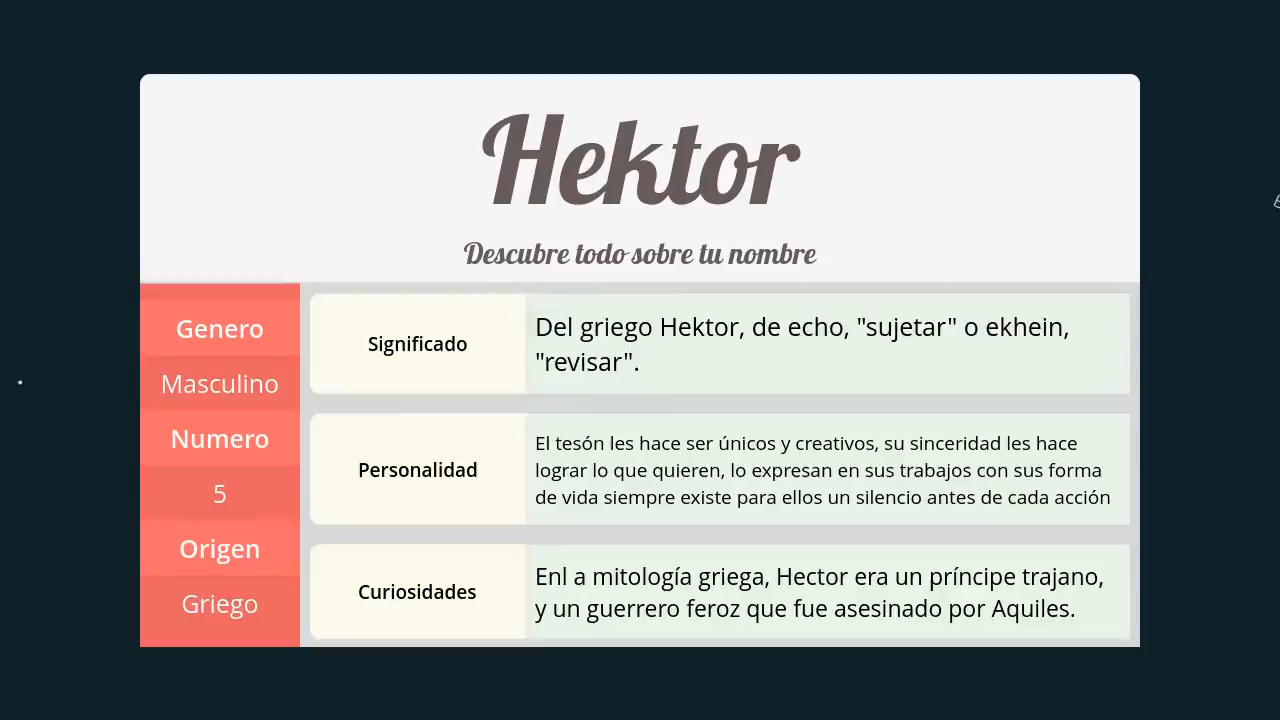 Hektor
Descubre todo sobre tu nombre
Genero
Masculino
Numero
5
Origen
Griego
Significado
Del griego Hektor, de echo, "sujetar" o ekhein,
"revisar".
Personalidad
El tesón les hace ser únicos y creativos, su sinceridad les hace
lograr lo que quieren, lo expresan en sus trabajos con sus forma
de vida siempre existe para ellos un silencio antes de cada acción
Curiosidades
Enl a mitología griega, Hector era un príncipe trajano,
y un guerrero feroz que fue asesinado por Aquiles.